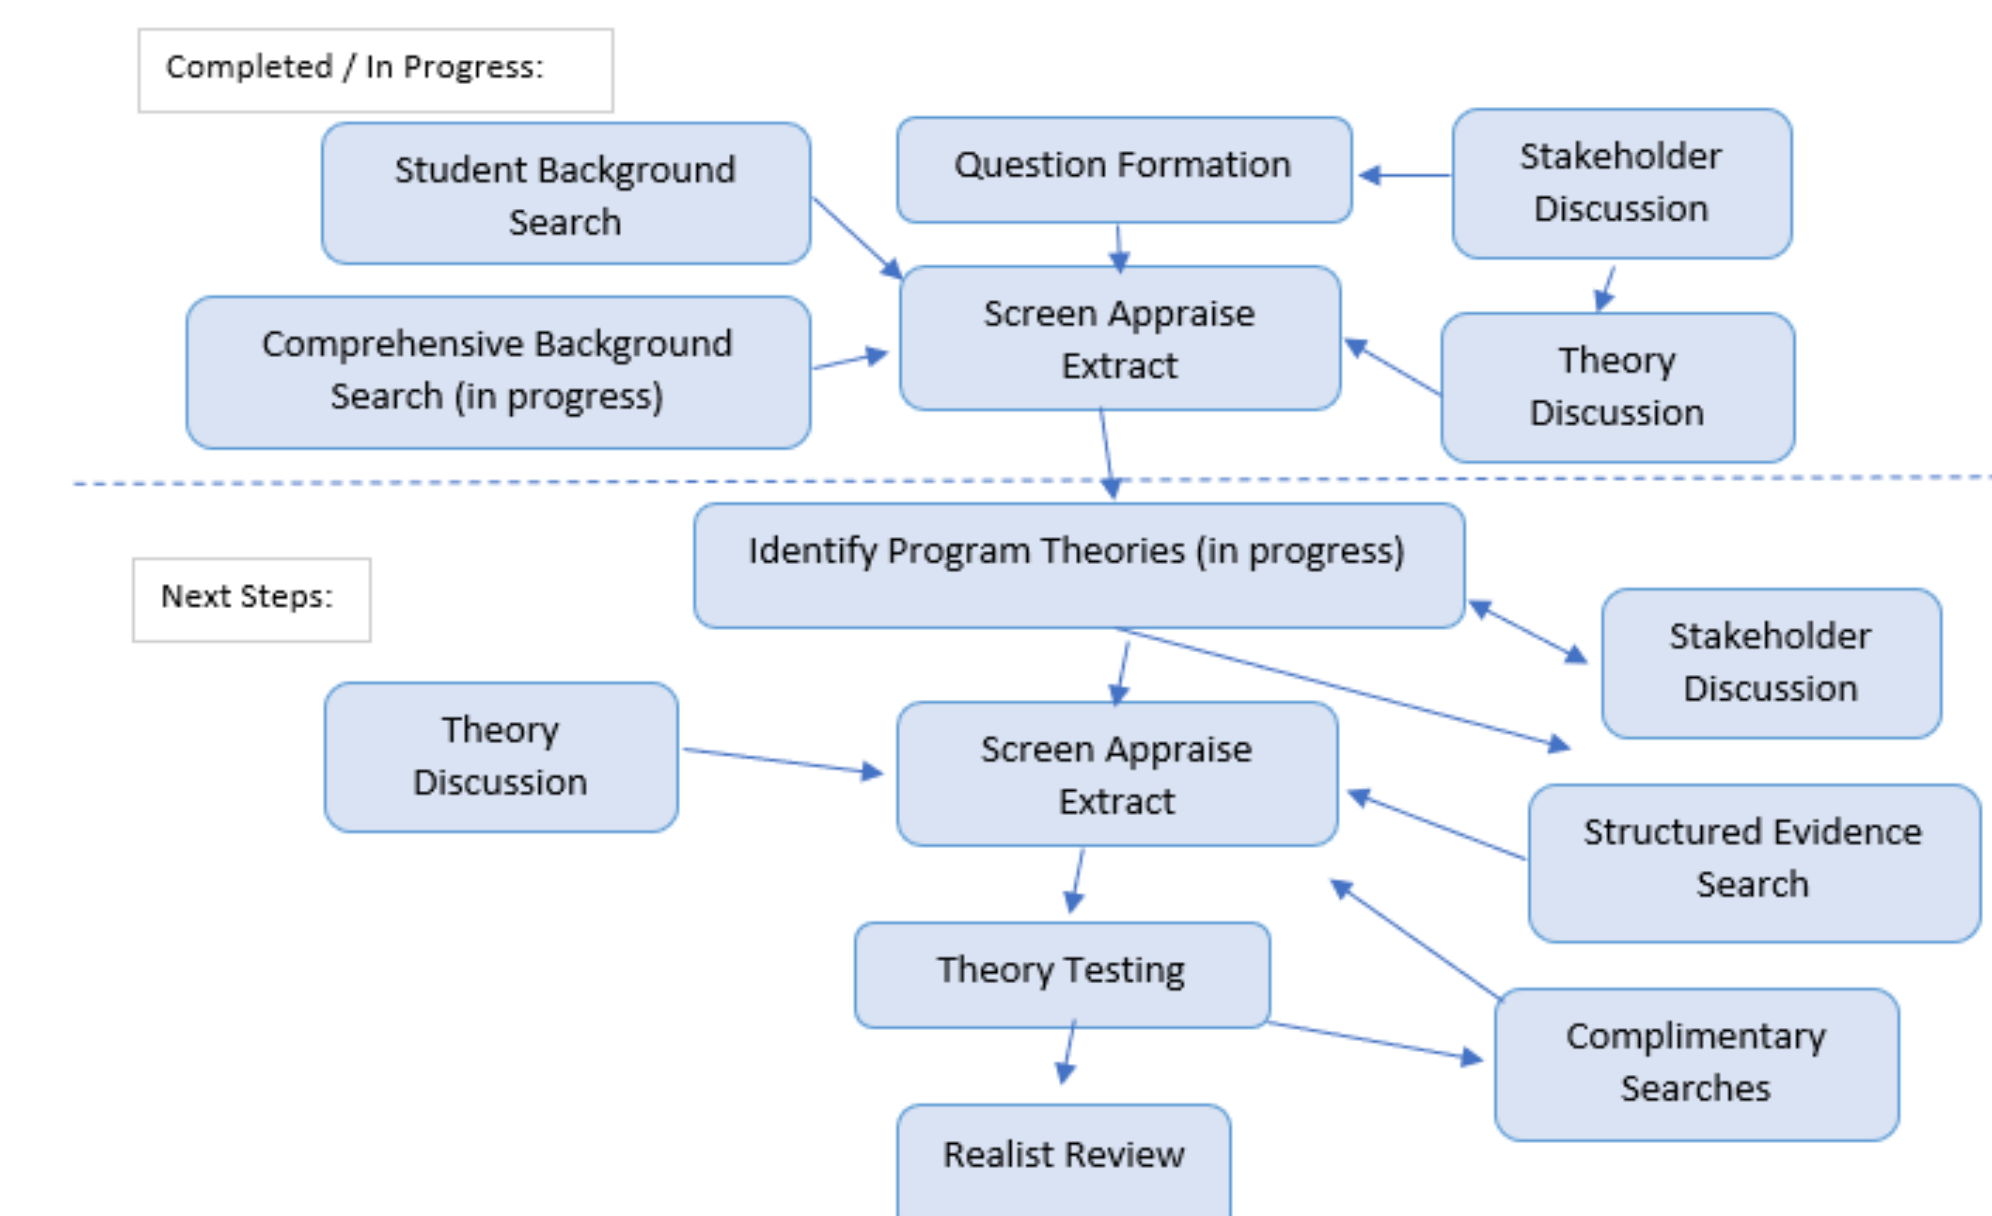 Completed / In Progress:
Student Background
Search
Question Formation
Stakeholder
Discussion
Comprehensive Background
Search (in progress)
Screen Appraise
Extract
Theory
Discussion
Identify Program Theories (in progress)
Next Steps:
Stakeholder
Discussion
Theory
Discussion
Screen Appraise
Extract
Structured Evidence
Search
Theory Testing
Complimentary
Searches
Realist Review